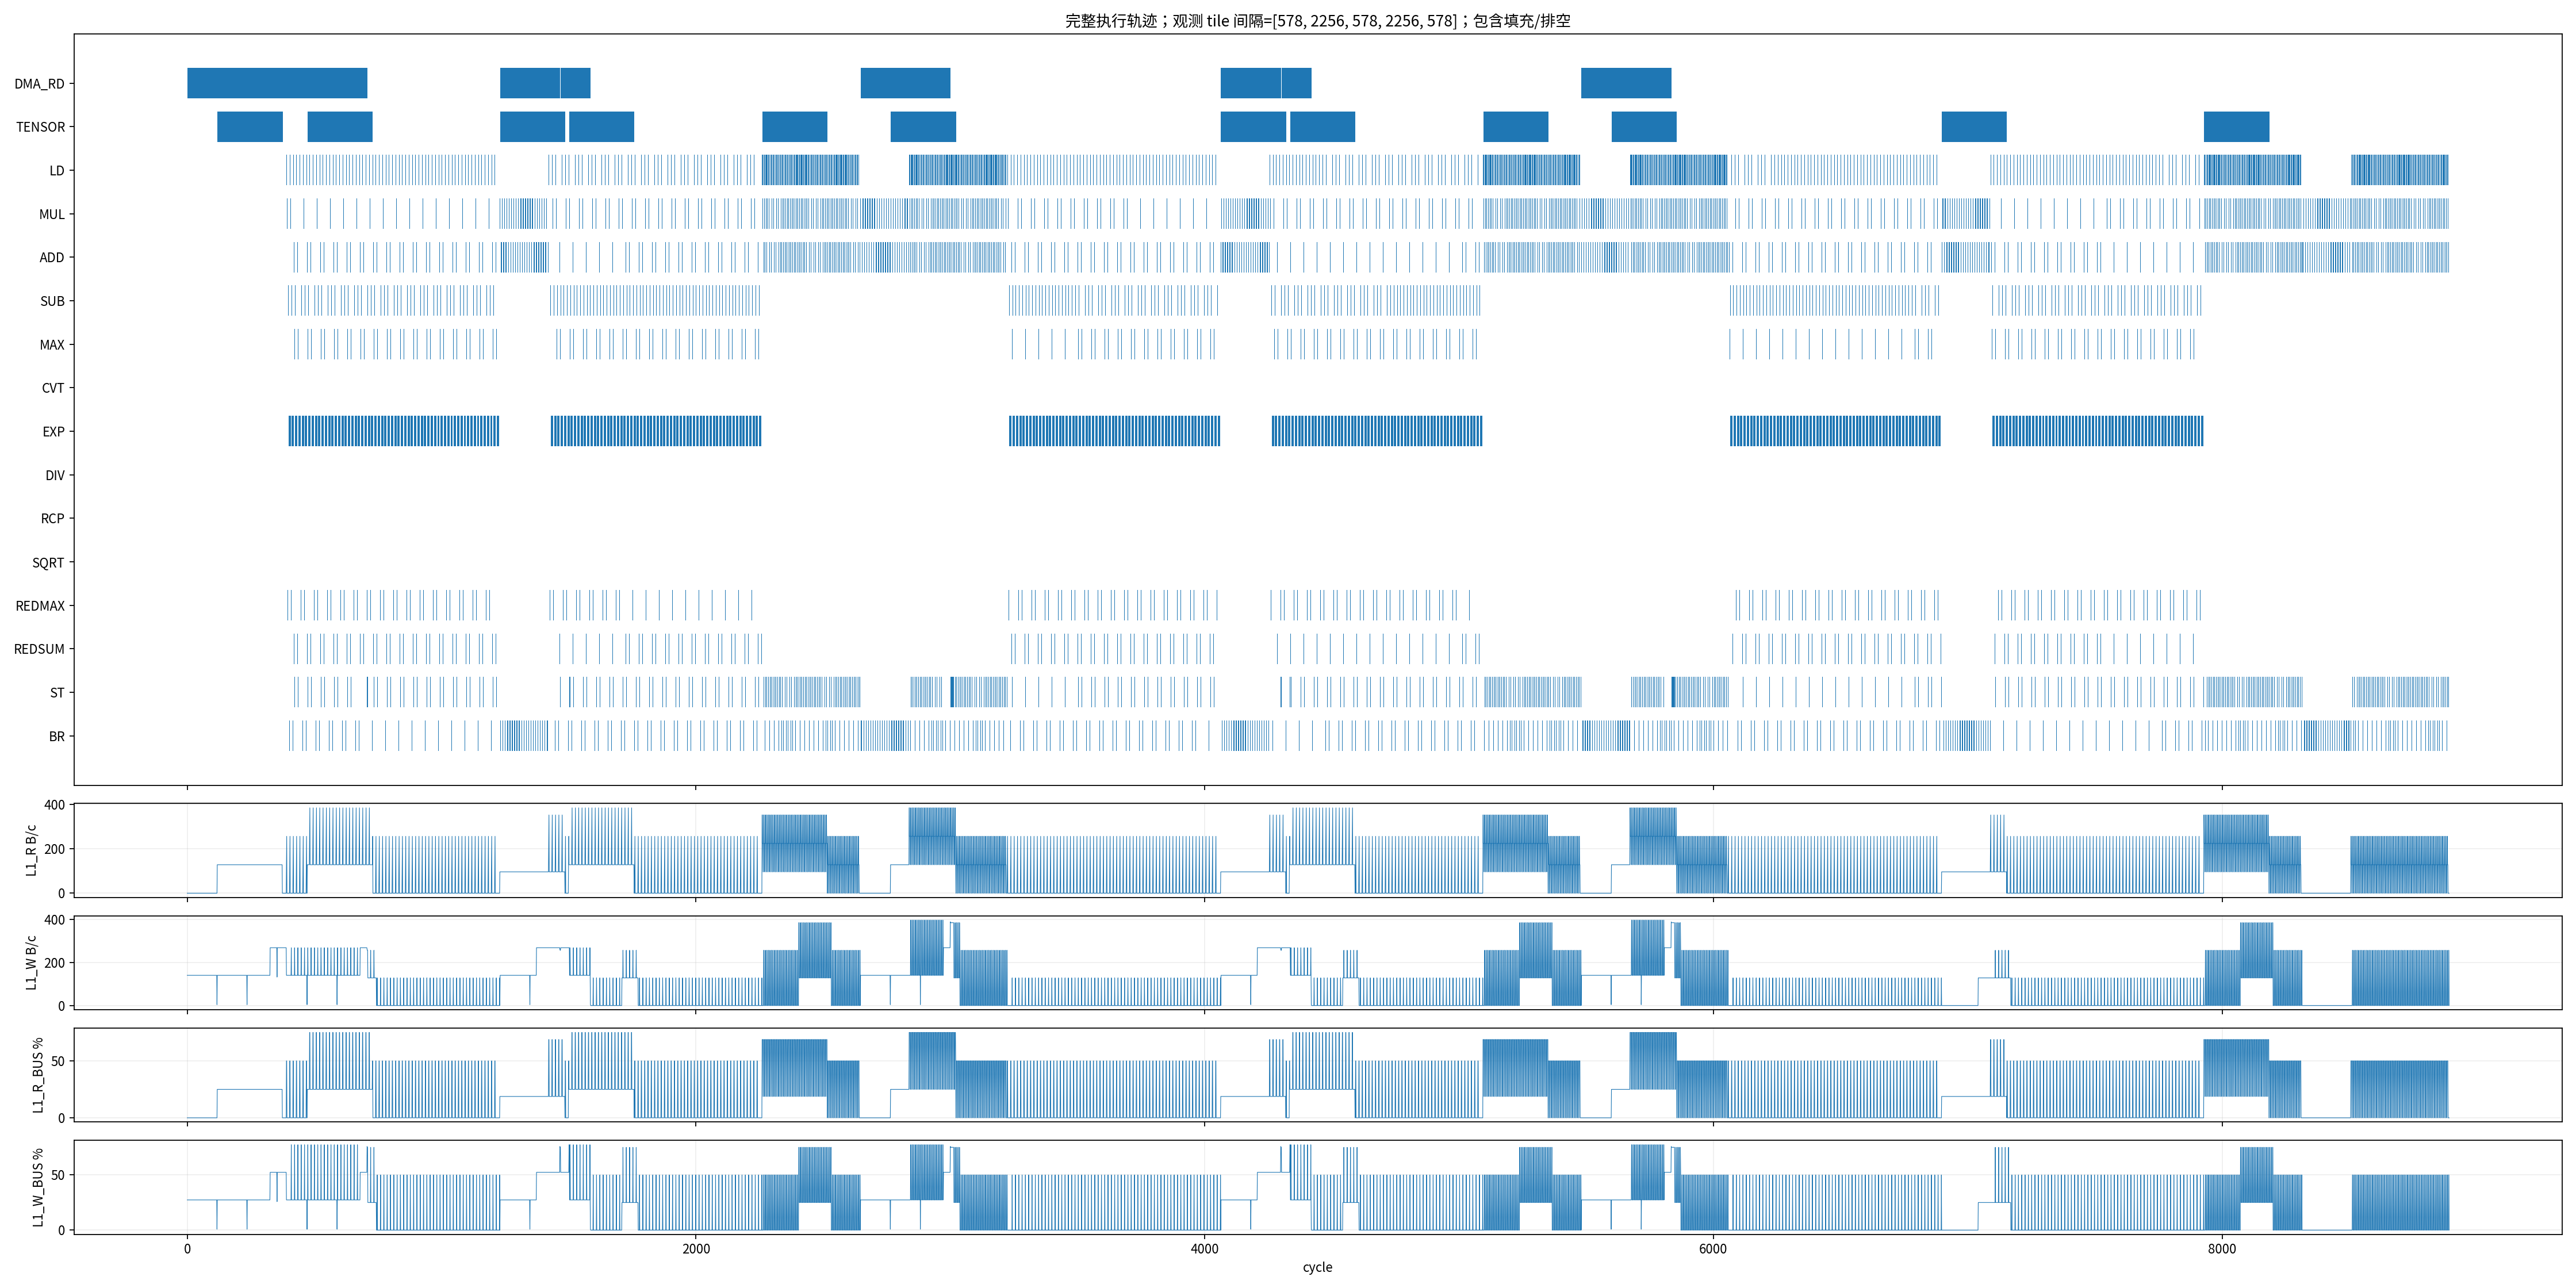 完整执行轨迹；观测 tile 间隔=[578, 2256, 578, 2256, 578]；包含填充/排空
DMA_RD
TENSOR
LD
MUL
ADD
SUB
MAX
CVT
EXP
DIV
RCP
SQRT
REDMAX
REDSUM
ST
BR
L1_R B/c
400
200
0
L1_W B/c
400
200
0
L1_R_BUS %
50
0
L1_W_BUS %
50
0
0 2000 4000 6000 8000
cycle